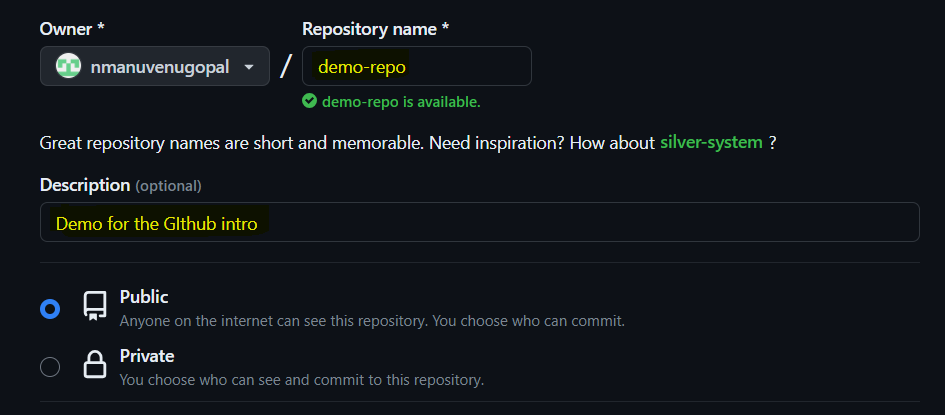 Owner * Repository name *
nmanuvenugopal / demo-repo
demo-repo is available.
Great repository names are short and memorable. Need inspiration? How about silver-system ?
Description (optional)
Demo for the GIthub intro
Public
Anyone on the internet can see this repository. You choose who can commit.
Private
You choose who can see and commit to this repository.